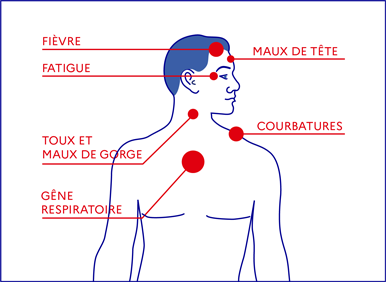 FIÈVRE
MAUX DE TÊTE
FATIGUE
COURBATURES
TOUX ET
MAUX DE GORGE
GÊNE
RESPIRATOIRE